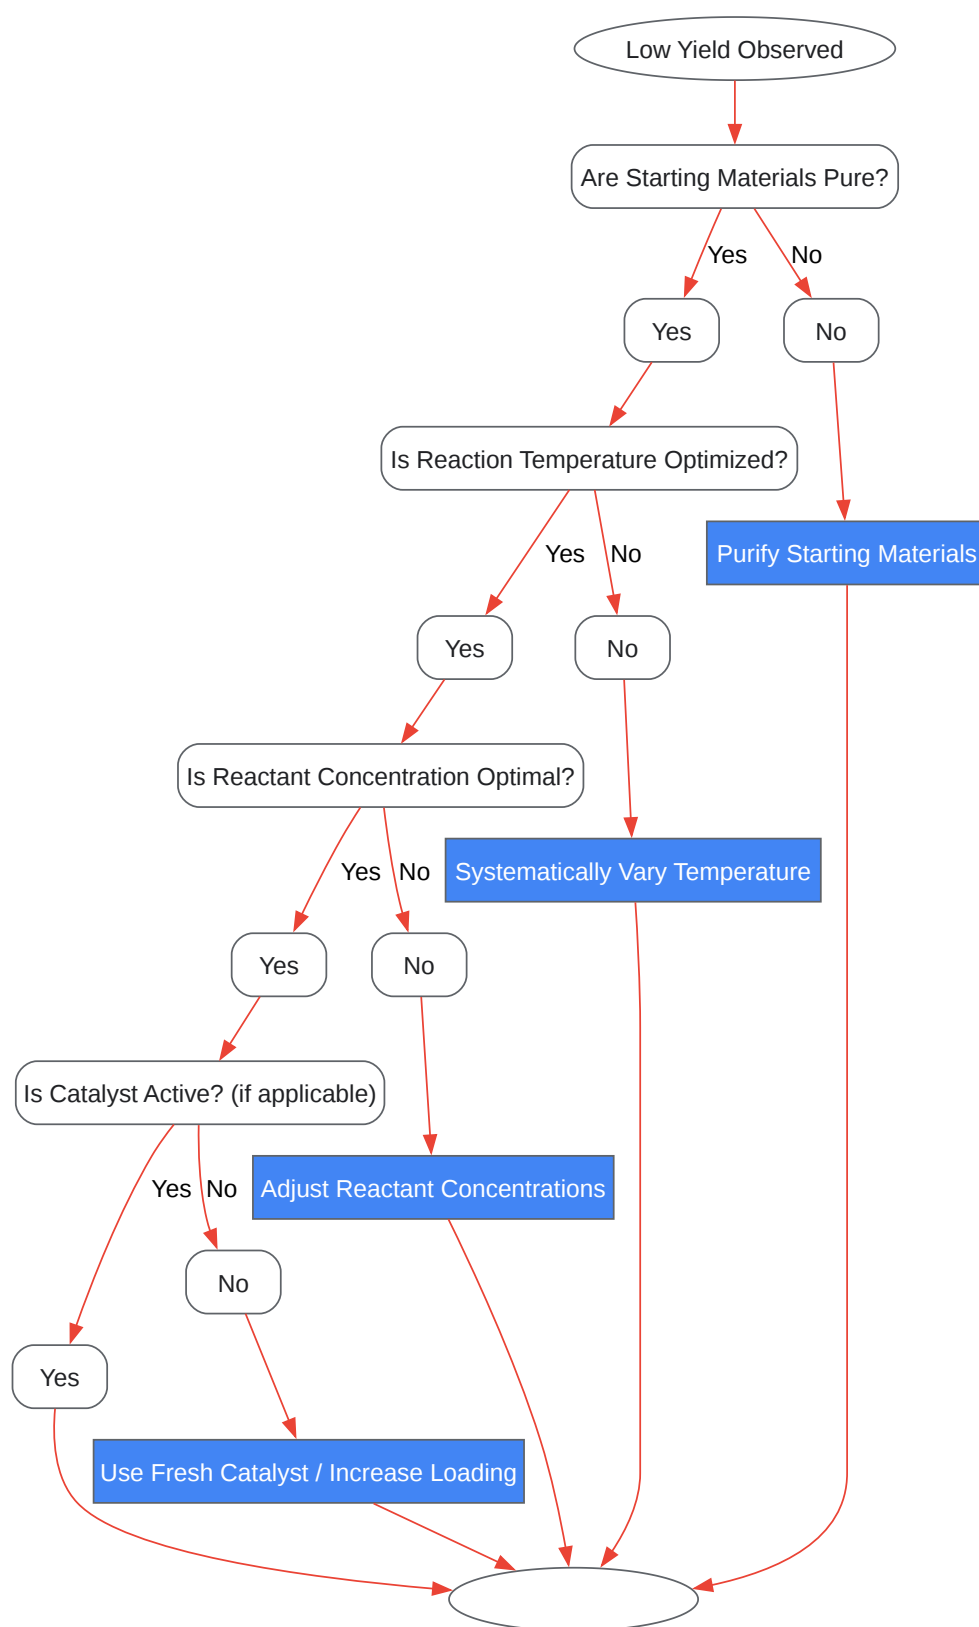 Low Yield Observed
Are Starting Materials Pure?
Yes
No
Yes
No
Is Reaction Temperature Optimized?
Yes
No
Purify Starting Materials
Yes
No
Is Reactant Concentration Optimal?
Yes
No
Systematically Vary Temperature
Yes
No
Is Catalyst Active? (if applicable)
Yes
No
Adjust Reactant Concentrations
No
Yes
Use Fresh Catalyst / Increase Loading